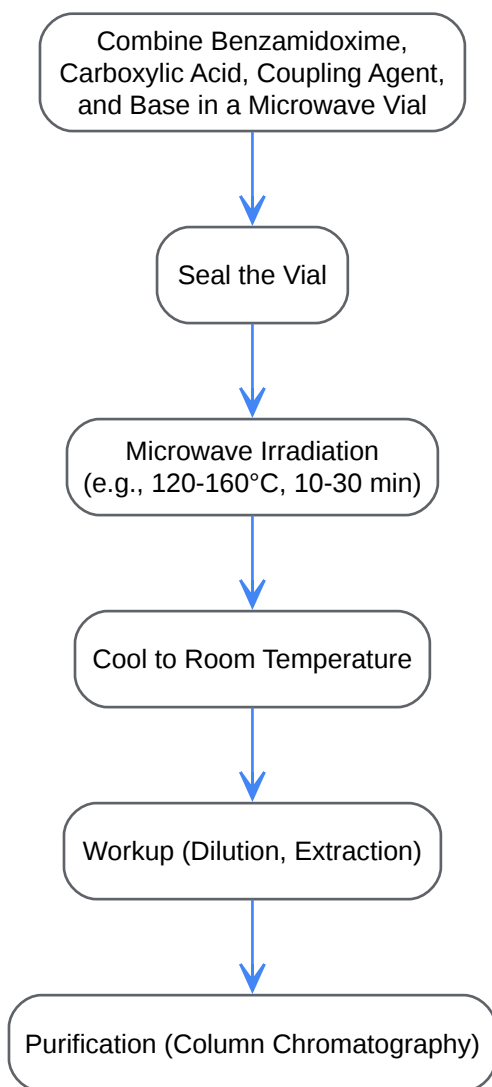 Combine Benzamidoxime,
Carboxylic Acid, Coupling Agent,
and Base in a Microwave Vial
Seal the Vial
Microwave Irradiation
(e.g., 120-160°C, 10-30 min)
Cool to Room Temperature
Workup (Dilution, Extraction)
Purification (Column Chromatography)